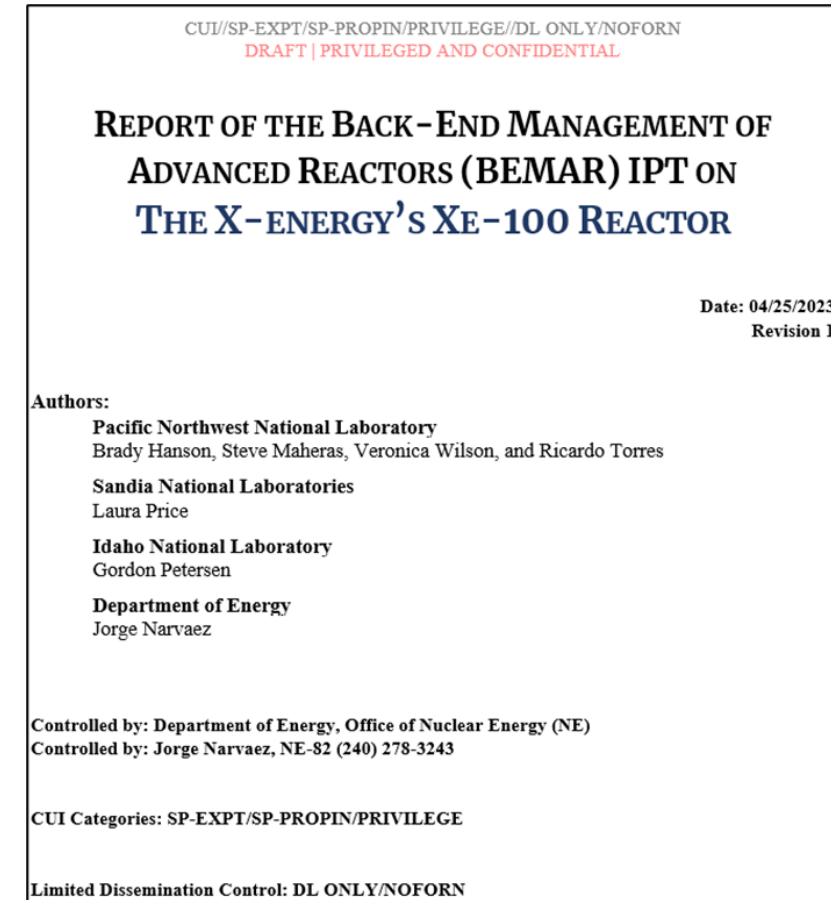 CUI//SP-EXPT/SP-PROPIN/PRIVILEGE//DL ONLY/NOFORN
DRAFT | PRIVILEGED AND CONFIDENTIAL
REPORT OF THE BACK-END MANAGEMENT OF
ADVANCED REACTORS (BEMAR) IPT ON
THE X-ENERGY'S XE-100 REACTOR
Date: 04/25/2023
Revision 1
Authors:
Pacific Northwest National Laboratory
Brady Hanson, Steve Maheras, Veronica Wilson, and Ricardo Torres
Sandia National Laboratories
Laura Price
Idaho National Laboratory
Gordon Petersen
Department of Energy
Jorge Narvaez
Controlled by: Department of Energy, Office of Nuclear Energy (NE)
Controlled by: Jorge Narvaez, NE-82 (240) 278-3243
CUI Categories: SP-EXPT/SP-PROPIN/PRIVILEGE
Limited Dissemination Control: DL ONLY/NOFORN